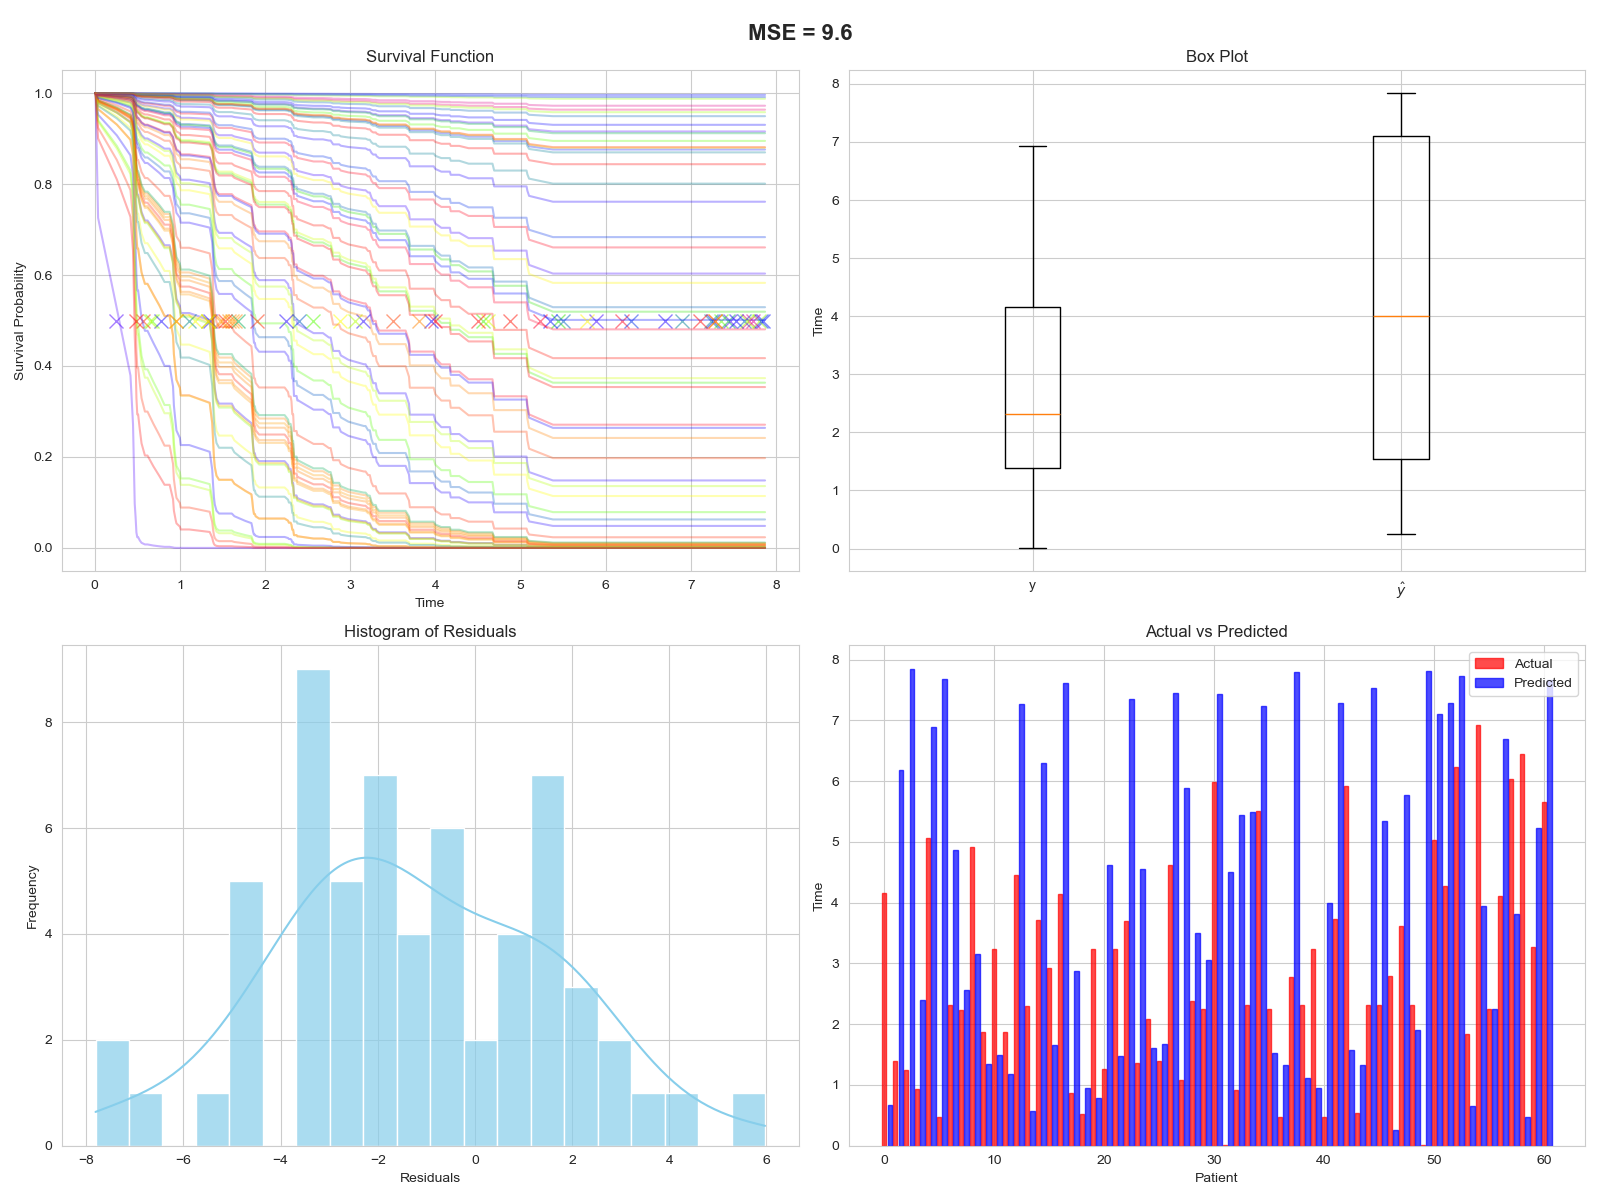 MSE = 9.6
Survival Function
Survival Probability
1.0
0.8
0.6
0.4
0.2
0.0
0 1 2 3 4 5 6 7 8
Time
Box Plot
Time
8
7
6
5
4
3
2
1
0
y ŷ
Histogram of Residuals
Frequency
8
6
4
2
0
−8 −6 −4 −2 0 2 4 6
Residuals
Actual vs Predicted
Actual
Predicted
Time
8
7
6
5
4
3
2
1
0
0 10 20 30 40 50 60
Patient